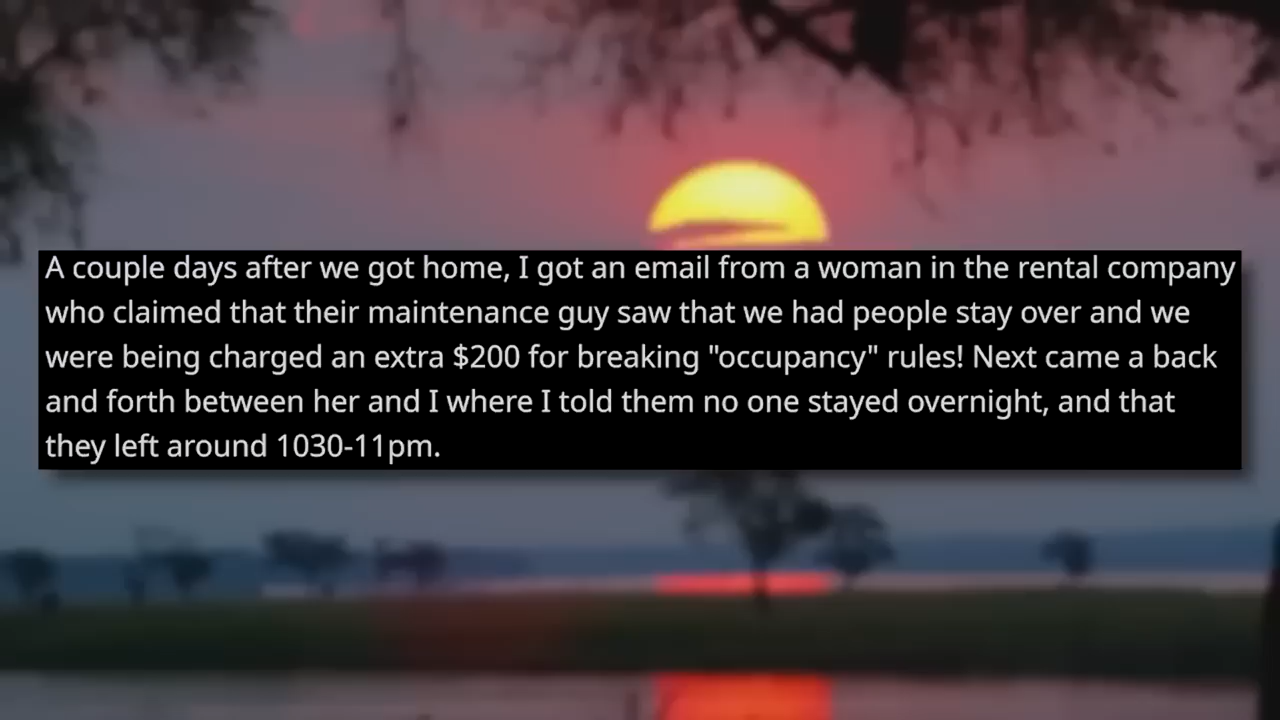 A couple days after we got home, I got an email from a woman in the rental company
who claimed that their maintenance guy saw that we had people stay over and we
were being charged an extra $200 for breaking "occupancy" rules! Next came a back
and forth between her and I where I told them no one stayed overnight, and that
they left around 1030-11pm.